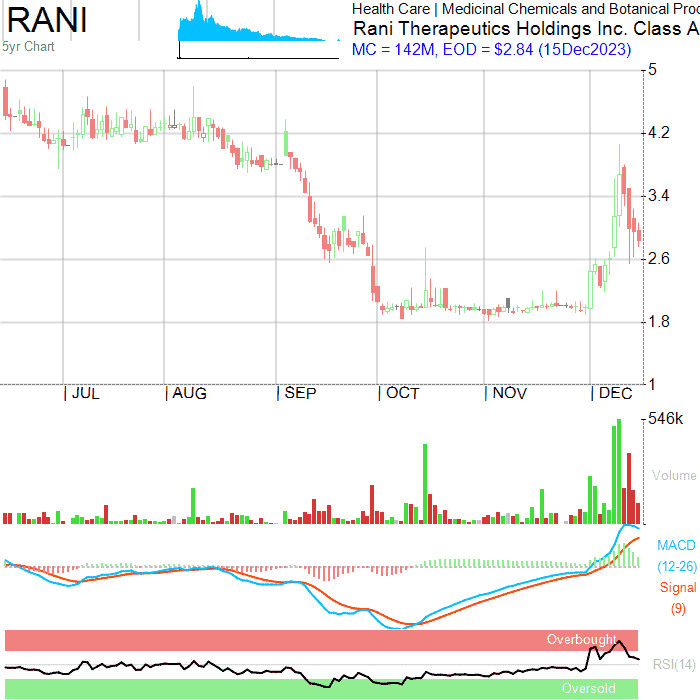 RANI
5yr Chart
Health Care | Medicinal Chemicals and Botanical Proc
Rani Therapeutics Holdings Inc. Class A
MC = 142M, EOD = $2.84 (15Dec2023)
5
4.2
3.4
2.6
1.8
1
JUL AUG SEP OCT NOV DEC
546k
Volume
MACD
(12-26)
Signal
(9)
Overbought
RSI(14)
Oversold